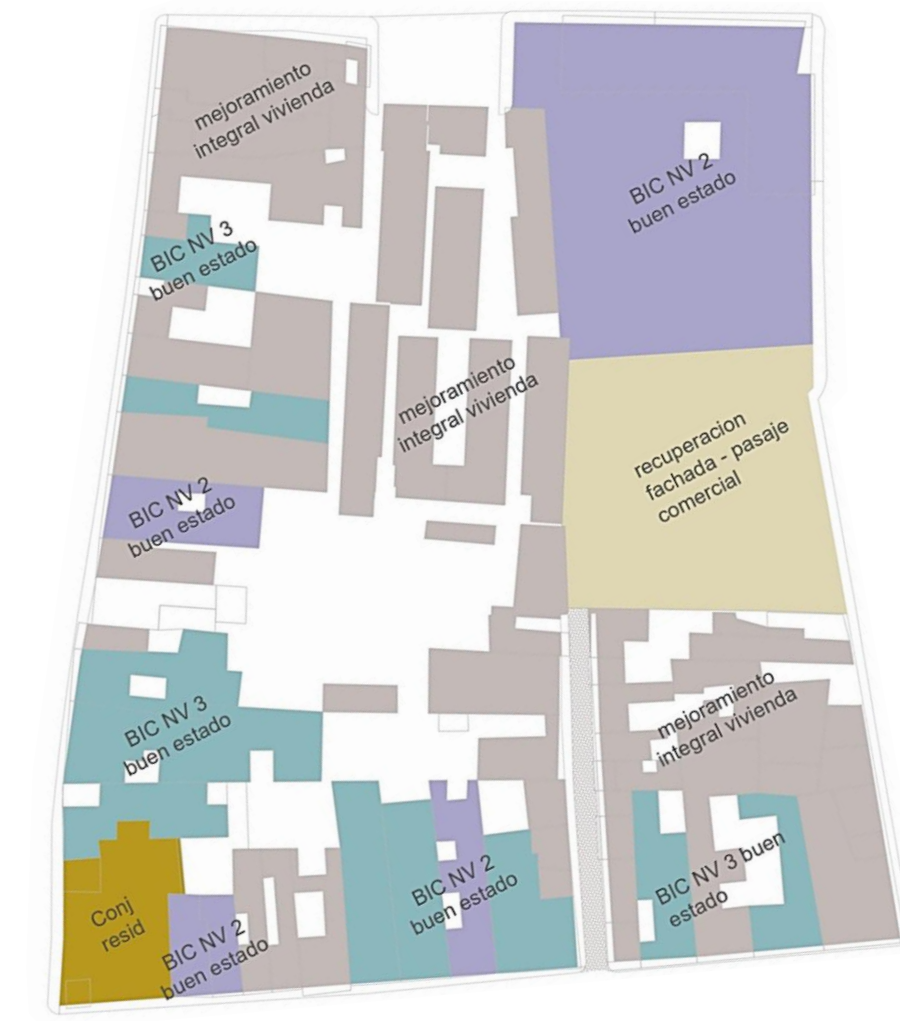 mejoramiento
integral vivienda
BIC NV 2
buen estado
BIC NV 3
buen estado
mejoramiento
integral vivienda
recuperacion
fachada - pasaje
comercial
BIC NV 2
buen estado
BIC NV 3
buen estado
mejoramiento
integral vivienda
BIC NV 2
buen estado
BIC NV 3 buen
estado
Conj
resid
BIC NV 2
buen estado